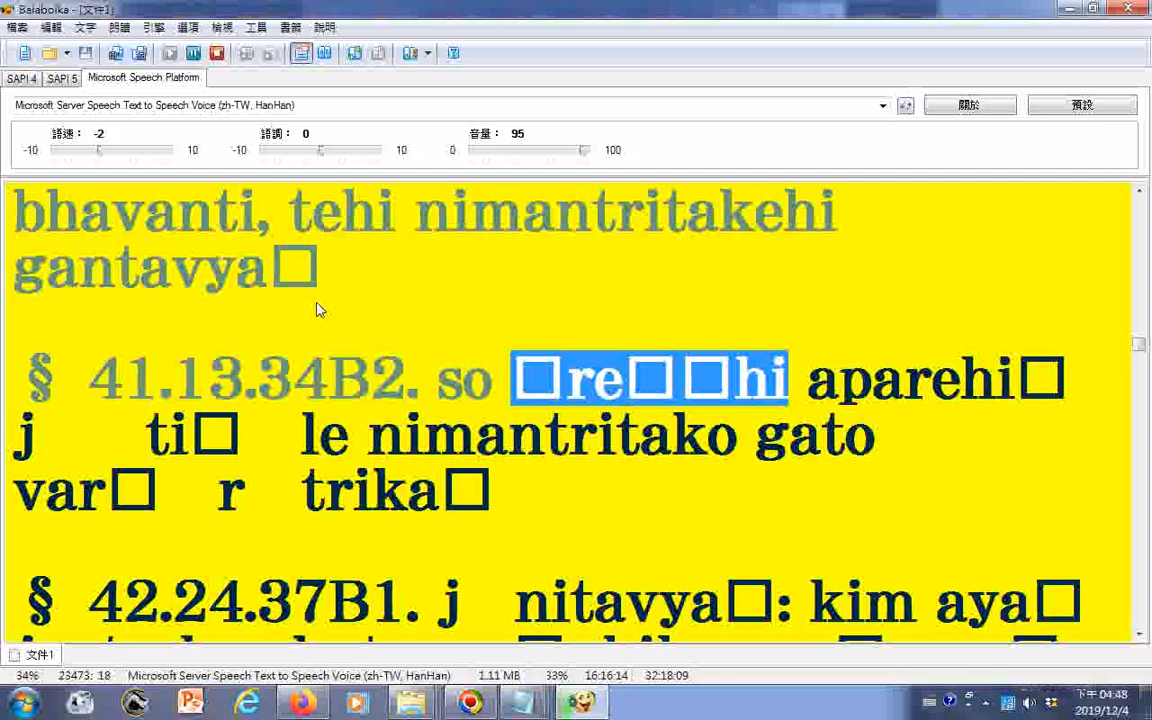 Balabolka - [文件1]
檔案 編輯 文字 朗讀 引擎 選項 檢視 工具 書籤 說明
SAPI 4 SAPI 5 Microsoft Speech Platform
Microsoft Server Speech Text to Speech Voice (zh-TW, HanHan) 關於 預設
語速： -2 語調： 0 音量： 95
-10 10 -10 10 0 100
bhavanti, tehi nimantritakehi
gantavya□
§ 41.13.34B2. so □re□□hi aparehi□
j ti□ le nimantritako gato
var□ r trika□
§ 42.24.37B1. j nitavya□: kim aya□
文件1
34% 23473: 18 Microsoft Server Speech Text to Speech Voice (zh-TW, HanHan) 1.11 MB 33% 16:16:14 32:18:09
下午 04:48
2019/12/4